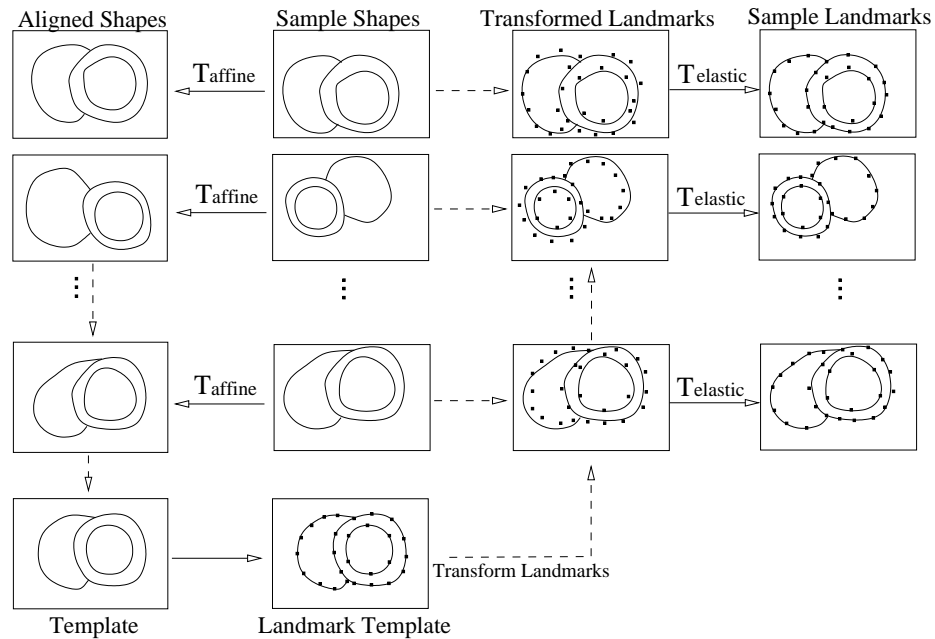 Aligned Shapes
Sample Shapes
Transformed Landmarks
Sample Landmarks
Taffine
Telastic
Taffine
Telastic
Taffine
Telastic
Transform Landmarks
Template
Landmark Template